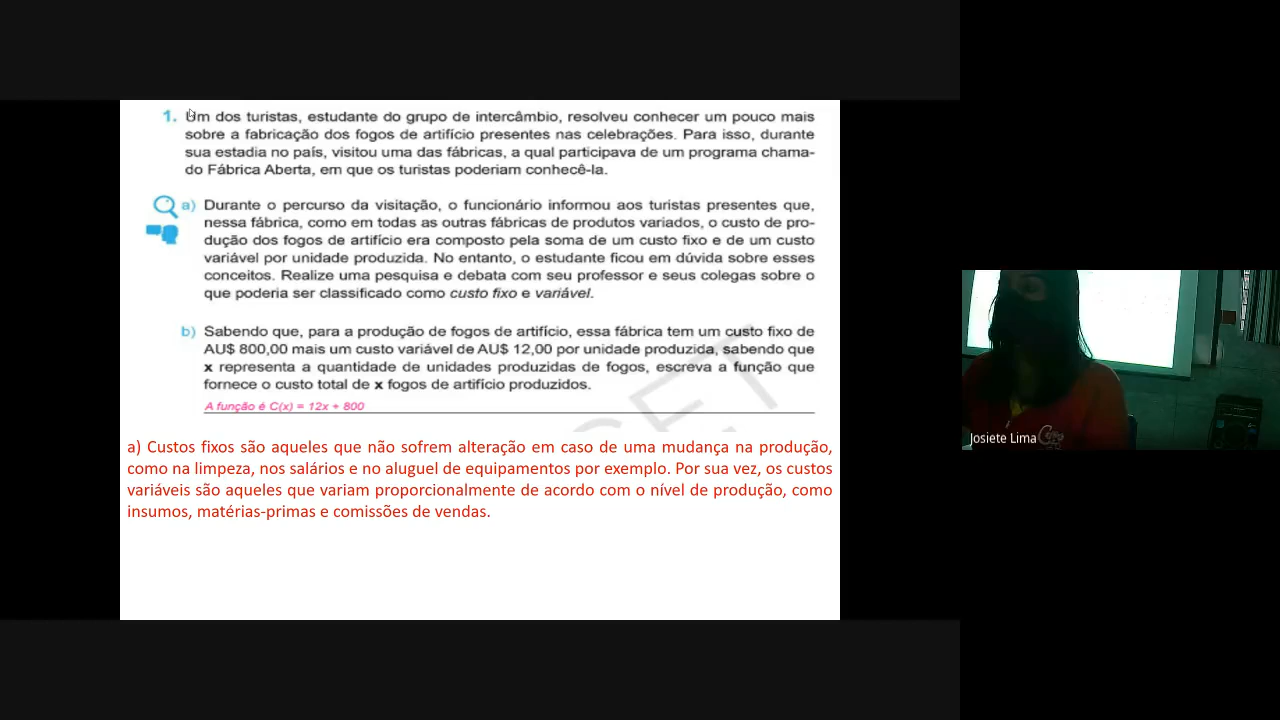 1. Um dos turistas, estudante do grupo de intercâmbio, resolveu conhecer um pouco mais
sobre a fabricação dos fogos de artifício presentes nas celebrações. Para isso, durante
sua estadia no país, visitou uma das fábricas, a qual participava de um programa chama-
do Fábrica Aberta, em que os turistas poderiam conhecê-la.
a) Durante o percurso da visitação, o funcionário informou aos turistas presentes que,
nessa fábrica, como em todas as outras fábricas de produtos variados, o custo de pro-
dução dos fogos de artifício era composto pela soma de um custo fixo e de um custo
variável por unidade produzida. No entanto, o estudante ficou em dúvida sobre esses
conceitos. Realize uma pesquisa e debata com seu professor e seus colegas sobre o
que poderia ser classificado como custo fixo e variável.
b) Sabendo que, para a produção de fogos de artifício, essa fábrica tem um custo fixo de
AU$ 800,00 mais um custo variável de AU$ 12,00 por unidade produzida, sabendo que
x representa a quantidade de unidades produzidas de fogos, escreva a função que
fornece o custo total de x fogos de artifício produzidos.
A função é C(x) = 12x + 800
a) Custos fixos são aqueles que não sofrem alteração em caso de uma mudança na produção,
como na limpeza, nos salários e no aluguel de equipamentos por exemplo. Por sua vez, os custos
variáveis são aqueles que variam proporcionalmente de acordo com o nível de produção, como
insumos, matérias-primas e comissões de vendas.
Josiete Lima